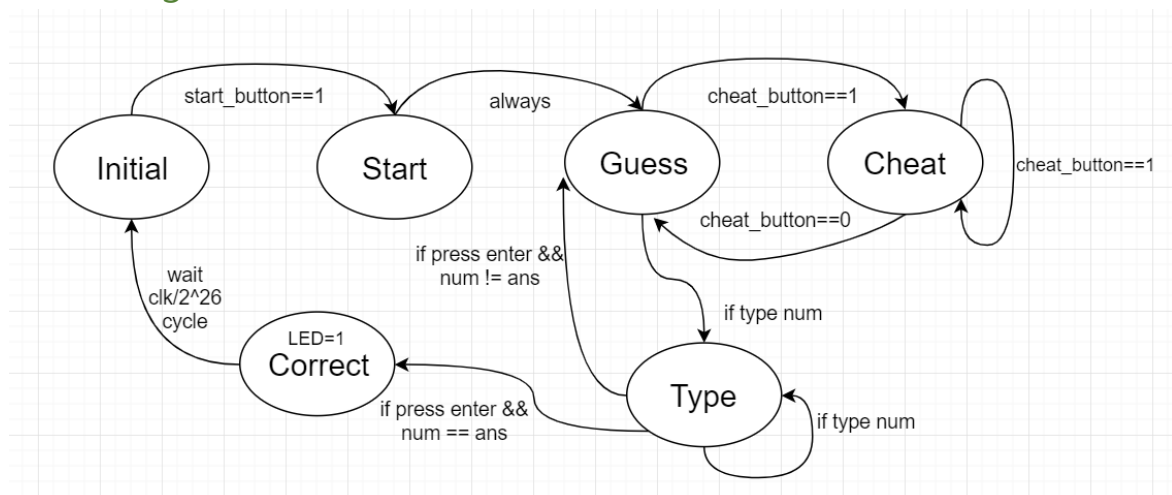 start_button==1
always
cheat_button==1
Initial
Start
Guess
Cheat
cheat_button==1
cheat_button==0
if press enter &&
num != ans
wait
clk/2^26
cycle
if type num
LED=1
Correct
Type
if press enter &&
num == ans
if type num